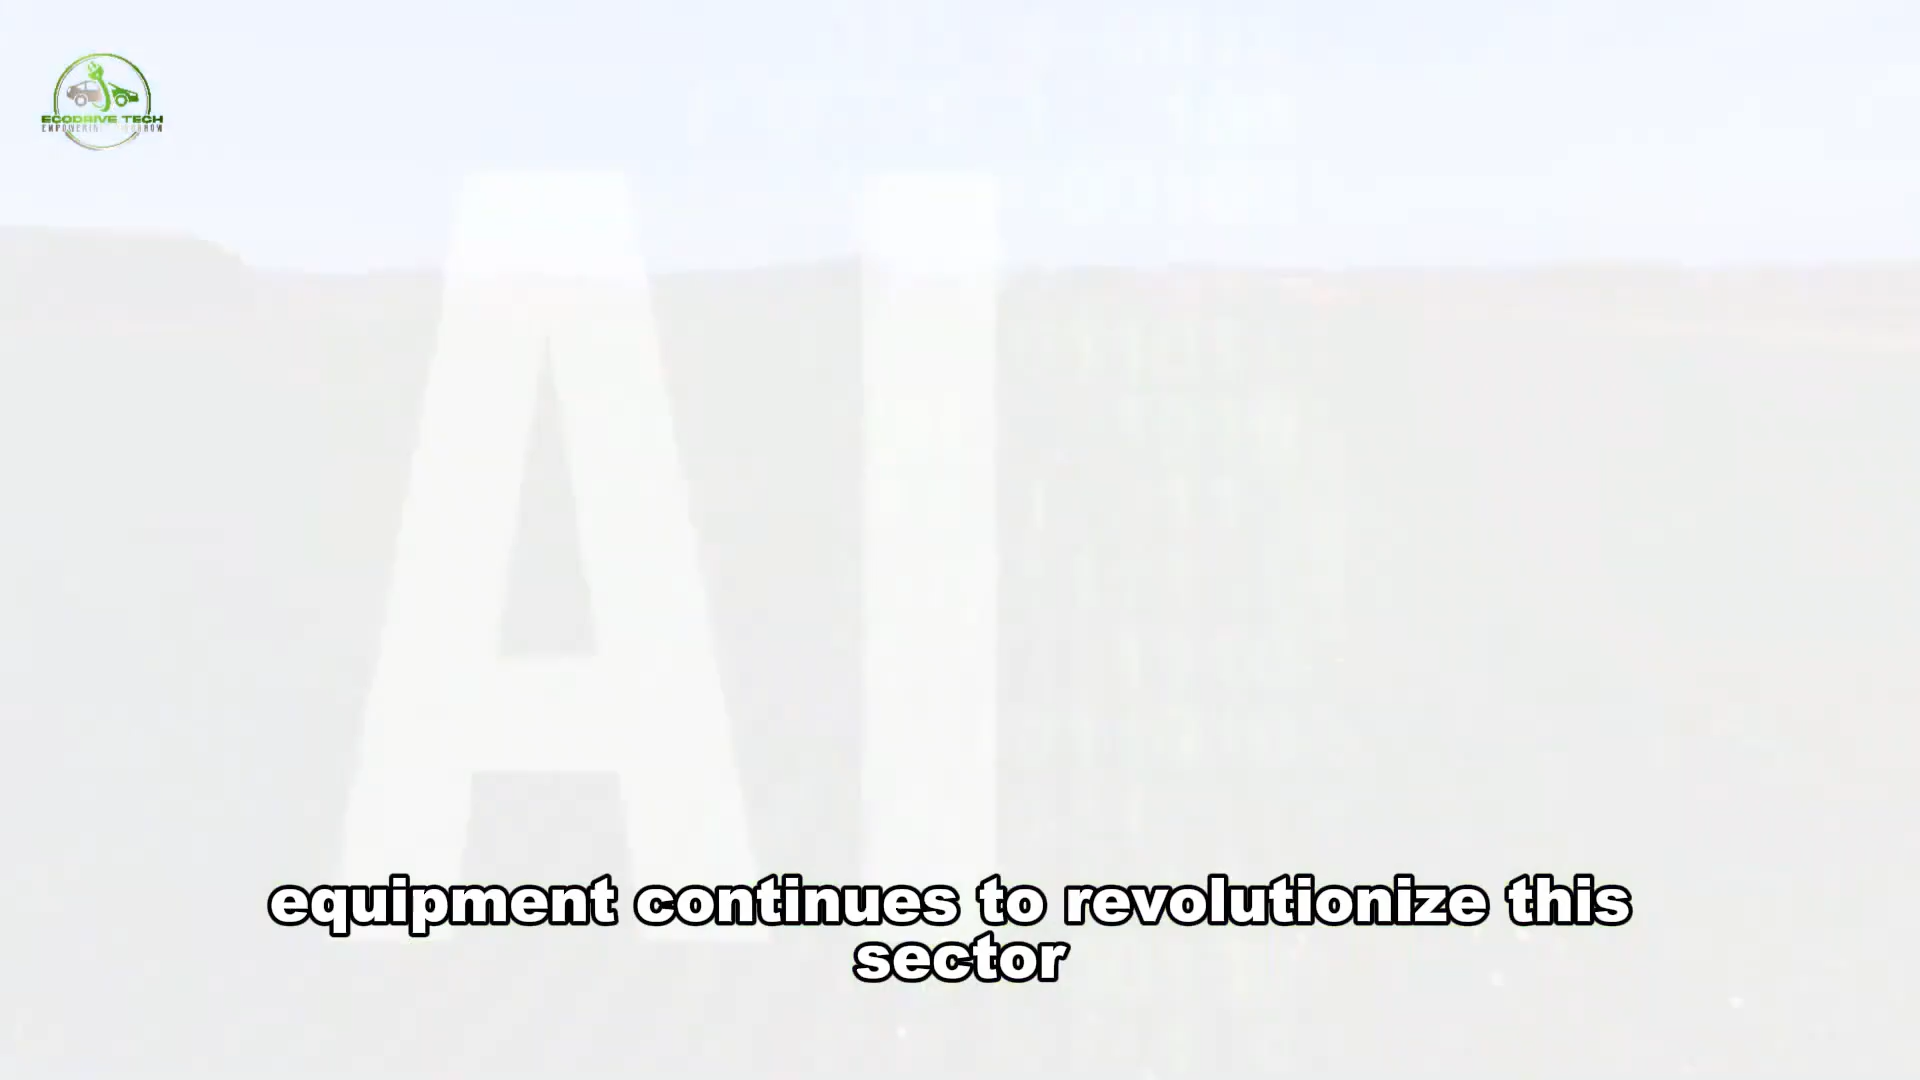 ECODRIVE TECH
AI
equipment continues to revolutionize this
sector